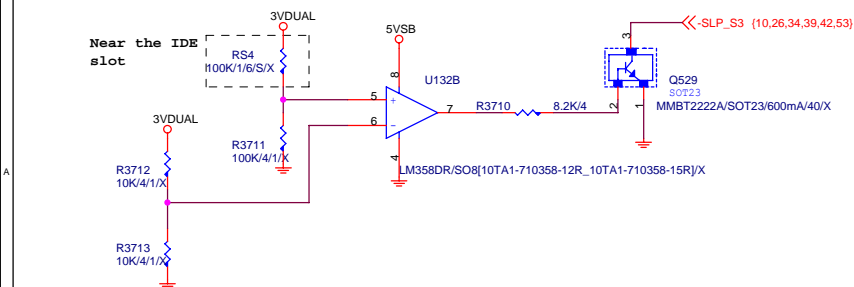 3VDUAL
5VSB
-SLP_S3 {10,26,34,39,42,53}
Near the IDE
slot
RS4
100K/1/6/S/X
3
8
U132B
Q529
SOT23
MMBT2222A/SOT23/600mA/40/X
5
+
7
R3710
8.2K/4
2
1
6
-
3VDUAL
R3711
100K/4/1/X
4
LM358DR/SO8[10TA1-710358-12R_10TA1-710358-15R]/X
A
R3712
10K/4/1/X
R3713
10K/4/1/X